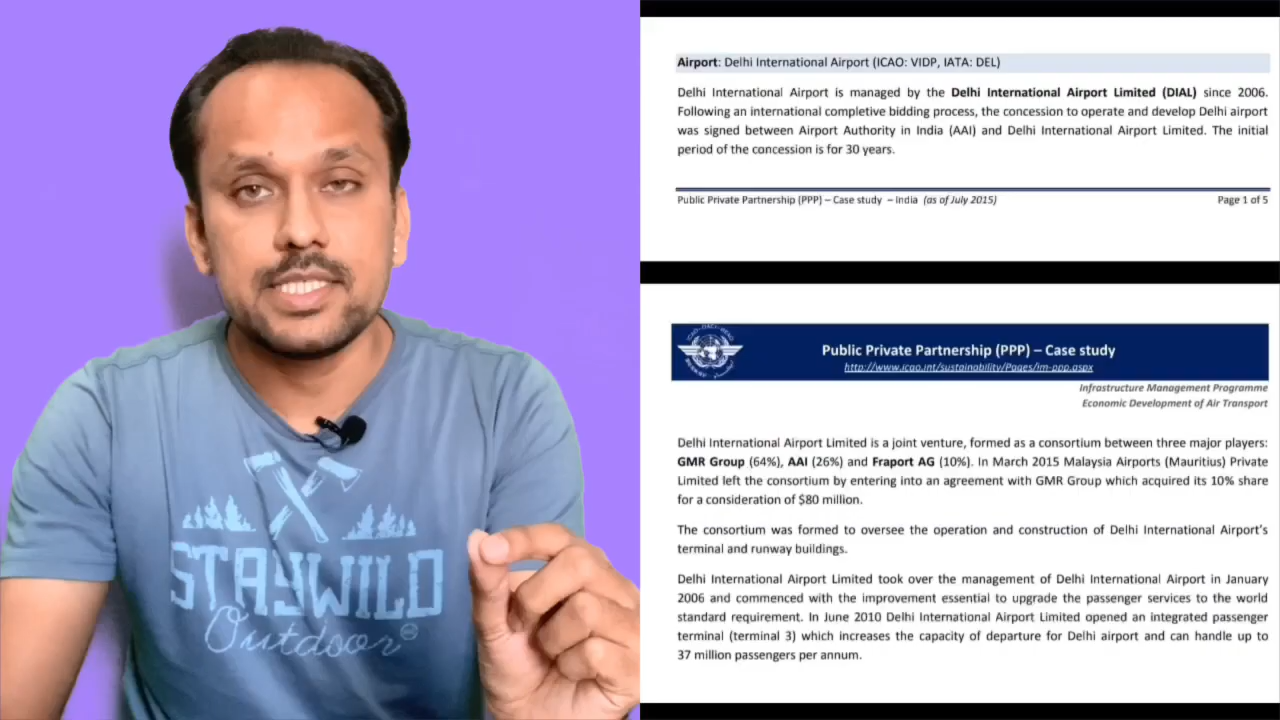 STAYWILD
Outdoor
Airport: Delhi International Airport (ICAO: VIDP, IATA: DEL)
Delhi International Airport is managed by the Delhi International Airport Limited (DIAL) since 2006.
Following an international completive bidding process, the concession to operate and develop Delhi airport
was signed between Airport Authority in India (AAI) and Delhi International Airport Limited. The initial
period of the concession is for 30 years.
Public Private Partnership (PPP) – Case study – India (as of July 2015)
Page 1 of 5
Public Private Partnership (PPP) – Case study
http://www.icao.int/sustainability/Pages/im-ppp.aspx
Infrastructure Management Programme
Economic Development of Air Transport
Delhi International Airport Limited is a joint venture, formed as a consortium between three major players:
GMR Group (64%), AAI (26%) and Fraport AG (10%). In March 2015 Malaysia Airports (Mauritius) Private
Limited left the consortium by entering into an agreement with GMR Group which acquired its 10% share
for a consideration of $80 million.
The consortium was formed to oversee the operation and construction of Delhi International Airport's
terminal and runway buildings.
Delhi International Airport Limited took over the management of Delhi International Airport in January
2006 and commenced with the improvement essential to upgrade the passenger services to the world
standard requirement. In June 2010 Delhi International Airport Limited opened an integrated passenger
terminal (terminal 3) which increases the capacity of departure for Delhi airport and can handle up to
37 million passengers per annum.